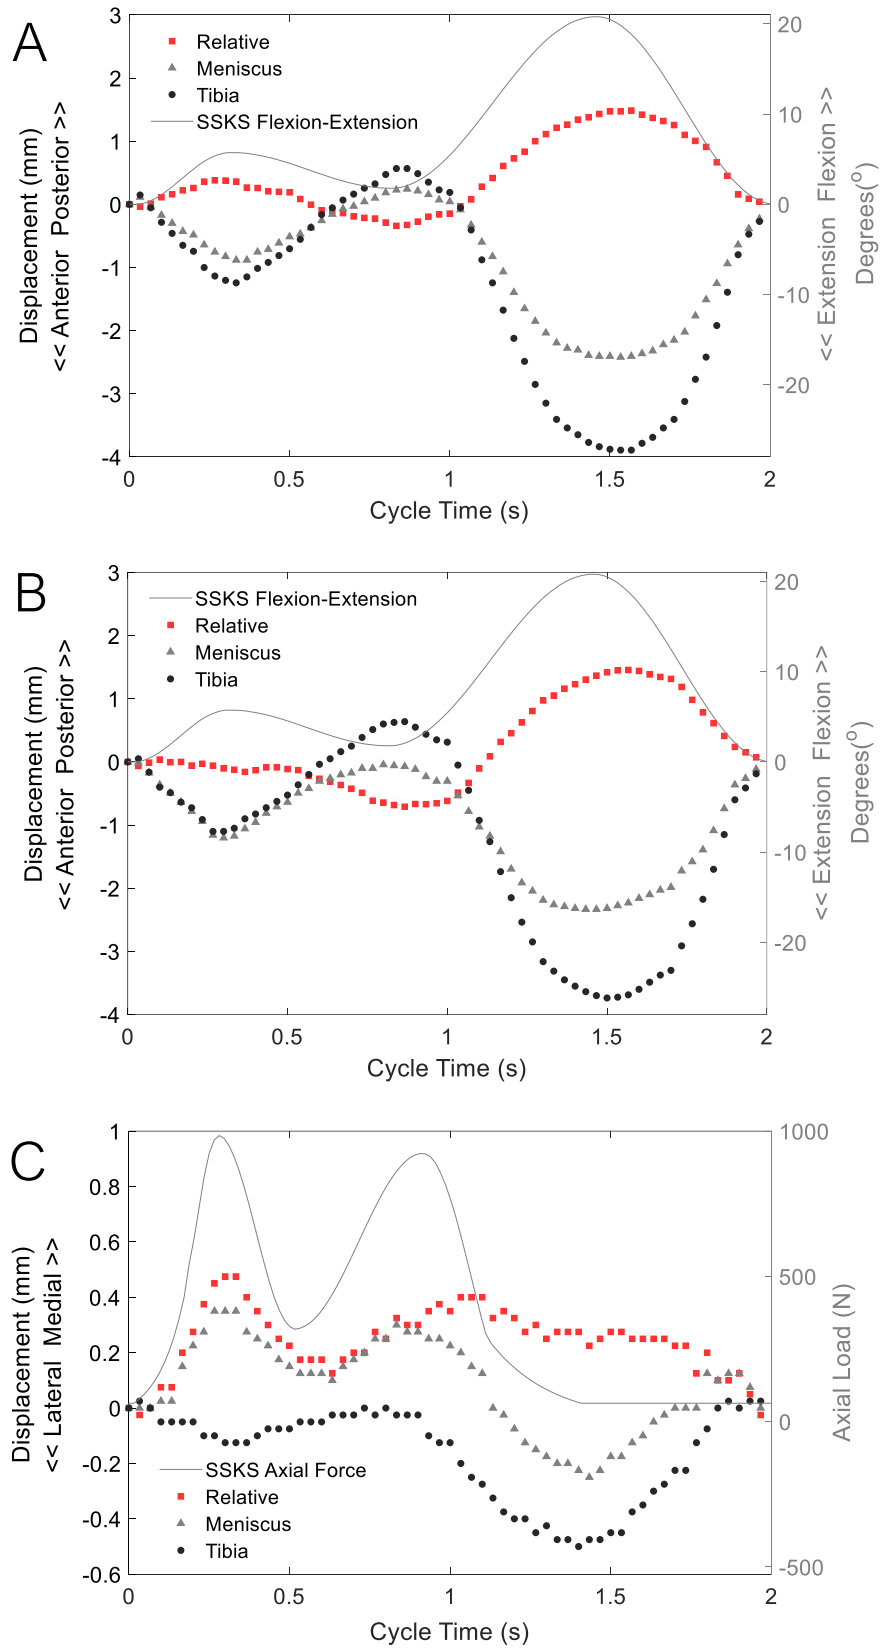 A
3
2
1
0
-1
-2
-3
-4
Displacement (mm)
<< Anterior Posterior >>
Relative
Meniscus
Tibia
SSKS Flexion-Extension
20
10
0
-10
-20
<< Extension Flexion >>
Degrees(o)
0
0.5
1
1.5
2
Cycle Time (s)
B
3
2
1
0
-1
-2
-3
-4
Displacement (mm)
<< Anterior Posterior >>
SSKS Flexion-Extension
Relative
Meniscus
Tibia
20
10
0
-10
-20
<< Extension Flexion >>
Degrees(o)
0
0.5
1
1.5
2
Cycle Time (s)
C
1
0.8
0.6
0.4
0.2
0
-0.2
-0.4
-0.6
Displacement (mm)
<< Lateral Medial >>
SSKS Axial Force
Relative
Meniscus
Tibia
1000
500
0
-500
Axial Load (N)
0
0.5
1
1.5
2
Cycle Time (s)